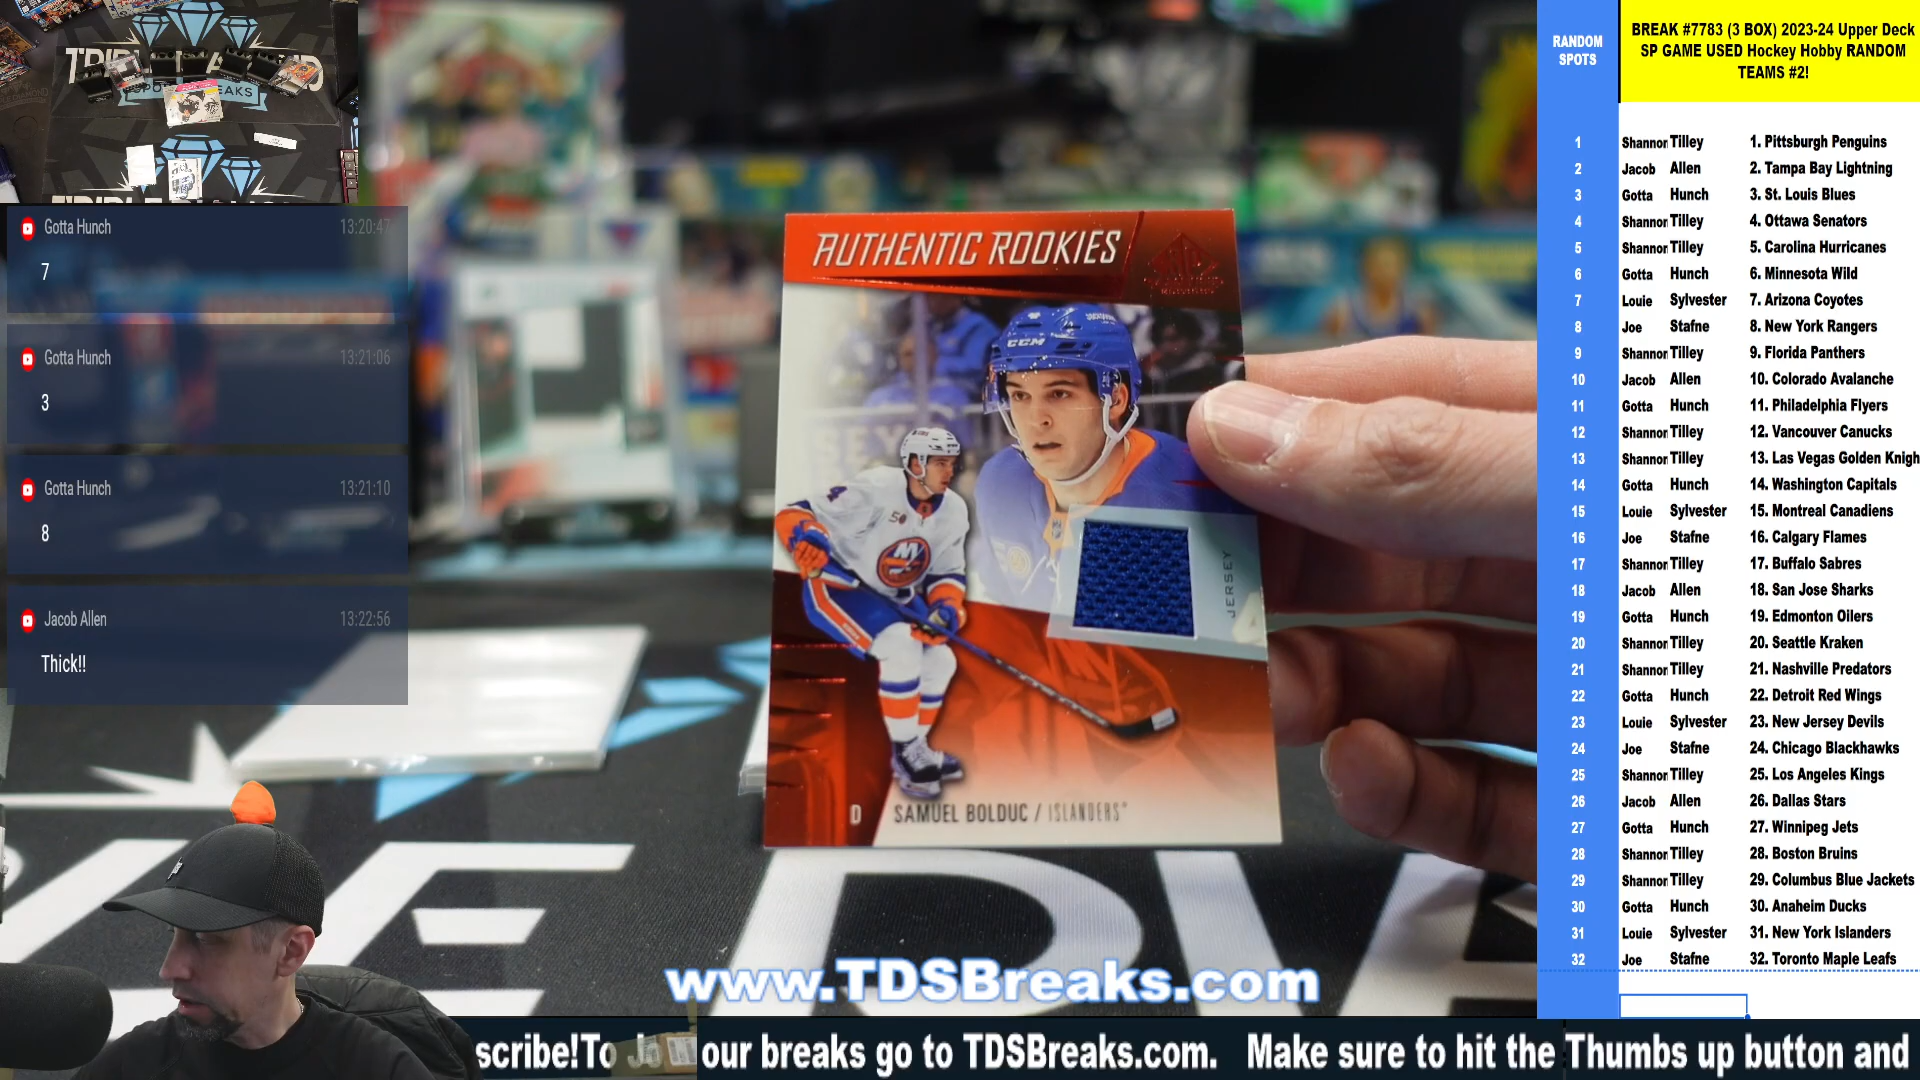 Gotta Hunch 13:20:47
7
Gotta Hunch 13:21:06
3
Gotta Hunch 13:21:10
8
Jacob Allen 13:22:56
Thick!!
AUTHENTIC ROOKIES
CCM
JERSEY
D SAMUEL BOLDUC / ISLANDERS
www.TDSBreaks.com
scribe!To our breaks go to TDSBreaks.com. Make sure to hit the Thumbs up button and
RANDOM
SPOTS
BREAK #7783 (3 BOX) 2023-24 Upper Deck
SP GAME USED Hockey Hobby RANDOM
TEAMS #2!
1 Shannon Tilley 1. Pittsburgh Penguins
2 Jacob Allen 2. Tampa Bay Lightning
3 Gotta Hunch 3. St. Louis Blues
4 Shannon Tilley 4. Ottawa Senators
5 Shannon Tilley 5. Carolina Hurricanes
6 Gotta Hunch 6. Minnesota Wild
7 Louie Sylvester 7. Arizona Coyotes
8 Joe Stafne 8. New York Rangers
9 Shannon Tilley 9. Florida Panthers
10 Jacob Allen 10. Colorado Avalanche
11 Gotta Hunch 11. Philadelphia Flyers
12 Shannon Tilley 12. Vancouver Canucks
13 Shannon Tilley 13. Las Vegas Golden Knigh
14 Gotta Hunch 14. Washington Capitals
15 Louie Sylvester 15. Montreal Canadiens
16 Joe Stafne 16. Calgary Flames
17 Shannon Tilley 17. Buffalo Sabres
18 Jacob Allen 18. San Jose Sharks
19 Gotta Hunch 19. Edmonton Oilers
20 Shannon Tilley 20. Seattle Kraken
21 Shannon Tilley 21. Nashville Predators
22 Gotta Hunch 22. Detroit Red Wings
23 Louie Sylvester 23. New Jersey Devils
24 Joe Stafne 24. Chicago Blackhawks
25 Shannon Tilley 25. Los Angeles Kings
26 Jacob Allen 26. Dallas Stars
27 Gotta Hunch 27. Winnipeg Jets
28 Shannon Tilley 28. Boston Bruins
29 Shannon Tilley 29. Columbus Blue Jackets
30 Gotta Hunch 30. Anaheim Ducks
31 Louie Sylvester 31. New York Islanders
32 Joe Stafne 32. Toronto Maple Leafs